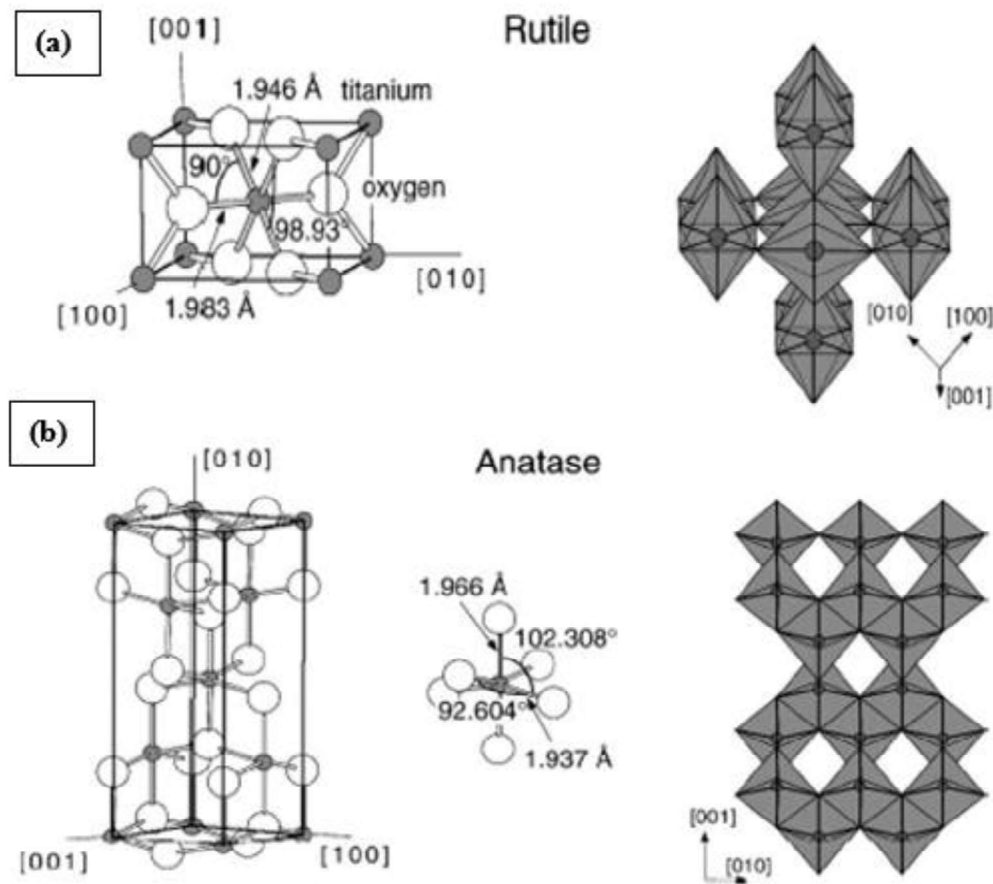 (a)
Rutile
[001]
1.946 Å titanium
90°
oxygen
98.93°
[010]
[100]
1.983 Å
[010]
[100]
[001]
(b)
Anatase
[010]
1.966 Å
102.308°
92.604°
1.937 Å
[001]
[100]
[001]
[010]